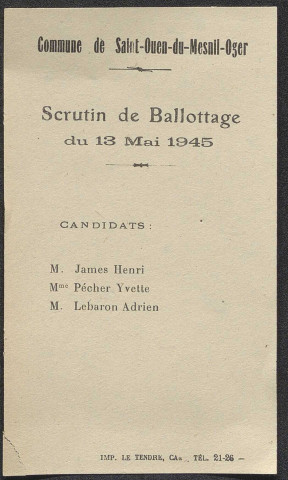 Commune de Saint-Ouen-du-Mesnil-Oger
Scrutin de Ballottage
du 13 Mai 1945
CANDIDATS :
M. James Henri
Mme Pécher Yvette
M. Lebaron Adrien
IMP. LE TENDRE, CAEN TÉL. 21-26 —